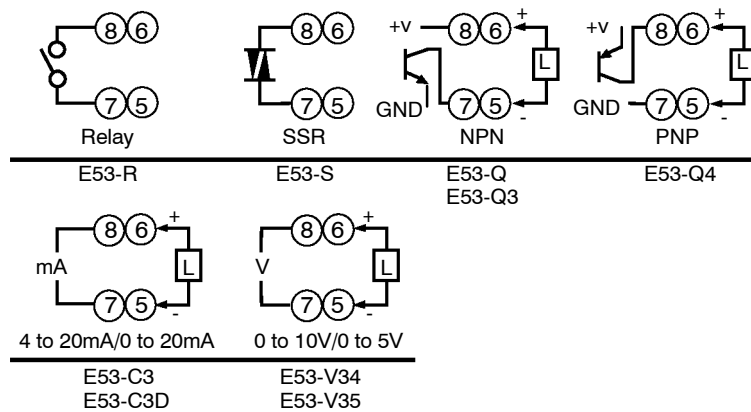 8 6 8 6 +v 8 6 + +v 8 6 +
L L
7 5 7 5 GND 7 5 - GND 7 5 -
Relay SSR NPN PNP
E53-R E53-S E53-Q E53-Q4
E53-Q3
8 6 + 8 6 +
mA L V L
7 5 - 7 5 -
4 to 20mA/0 to 20mA 0 to 10V/0 to 5V
E53-C3 E53-V34
E53-C3D E53-V35